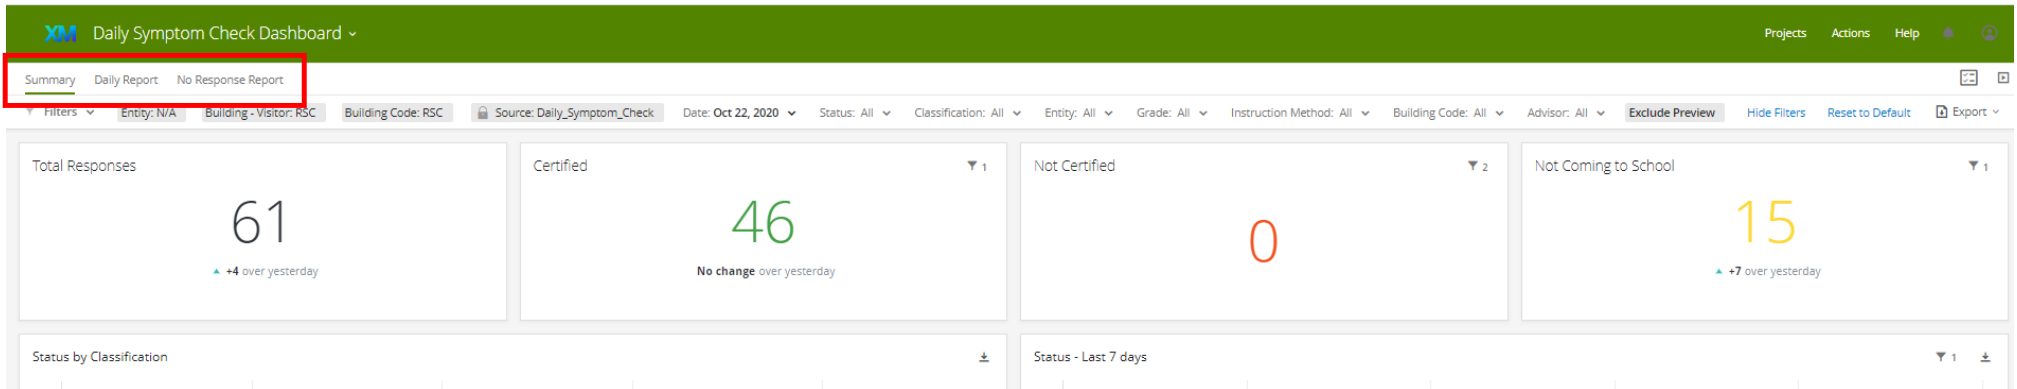 XM Daily Symptom Check Dashboard Projects Actions Help
Summary Daily Report No Response Report
Filters Entity: N/A Building - Visitor: RSC Building Code: RSC Source: Daily_Symptom_Check Date: Oct 22, 2020 Status: All Classification: All Entity: All Grade: All Instruction Method: All Building Code: All Advisor: All Exclude Preview Hide Filters Reset to Default Export
Total Responses
61
+4 over yesterday
Certified 1
46
No change over yesterday
Not Certified 2
0
Not Coming to School 1
15
+7 over yesterday
Status by Classification
Status - Last 7 days 1